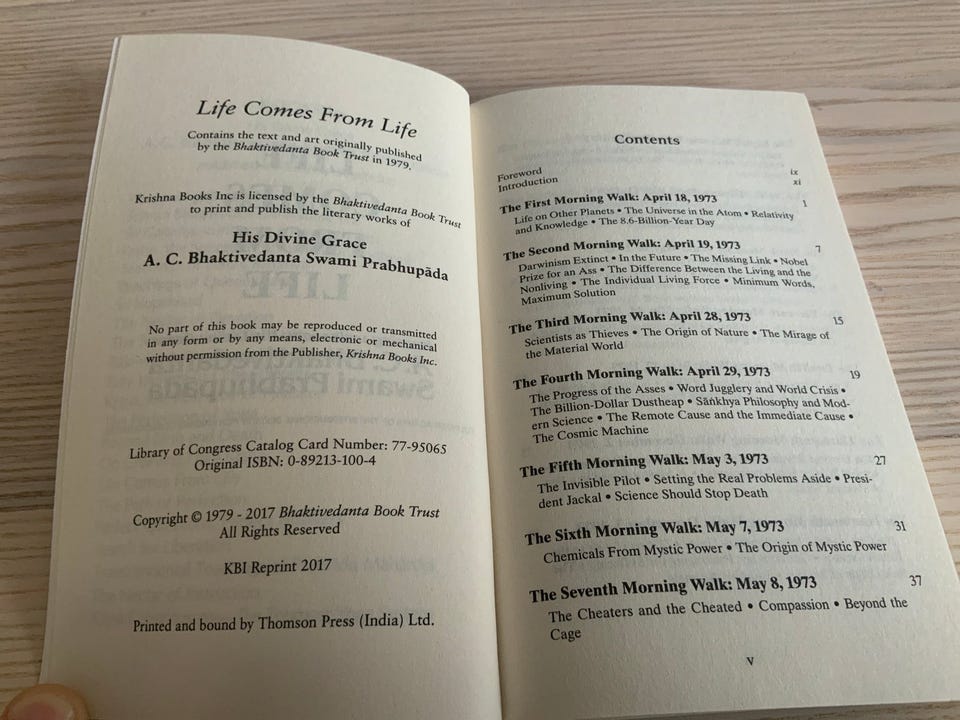 Life Comes From Life
Contains the text and art originally published
by the Bhaktivedanta Book Trust in 1979.
Krishna Books Inc is licensed by the Bhaktivedanta Book Trust
to print and publish the literary works of
His Divine Grace
A. C. Bhaktivedanta Swami Prabhupāda
No part of this book may be reproduced or transmitted
in any form or by any means, electronic or mechanical
without permission from the Publisher, Krishna Books Inc.
Library of Congress Catalog Card Number: 77-95065
Original ISBN: 0-89213-100-4
Copyright © 1979 - 2017 Bhaktivedanta Book Trust
All Rights Reserved
KBI Reprint 2017
Printed and bound by Thomson Press (India) Ltd.
Contents
Foreword ix
Introduction xi
The First Morning Walk: April 18, 1973 1
Life on Other Planets • The Universe in the Atom • Relativity
and Knowledge • The 8.6-Billion-Year Day
The Second Morning Walk: April 19, 1973 7
Darwinism Extinct • In the Future • The Missing Link • Nobel
Prize for an Ass • The Difference Between the Living and the
Nonliving • The Individual Living Force • Minimum Words,
Maximum Solution
The Third Morning Walk: April 28, 1973 15
Scientists as Thieves • The Origin of Nature • The Mirage of
the Material World
The Fourth Morning Walk: April 29, 1973 19
The Progress of the Asses • Word Jugglery and World Crisis •
The Billion-Dollar Dustheap • Sāṅkhya Philosophy and Mod-
ern Science • The Remote Cause and the Immediate Cause •
The Cosmic Machine
The Fifth Morning Walk: May 3, 1973 27
The Invisible Pilot • Setting the Real Problems Aside • Presi-
dent Jackal • Science Should Stop Death
The Sixth Morning Walk: May 7, 1973 31
Chemicals From Mystic Power • The Origin of Mystic Power
The Seventh Morning Walk: May 8, 1973 37
The Cheaters and the Cheated • Compassion • Beyond the
Cage
v